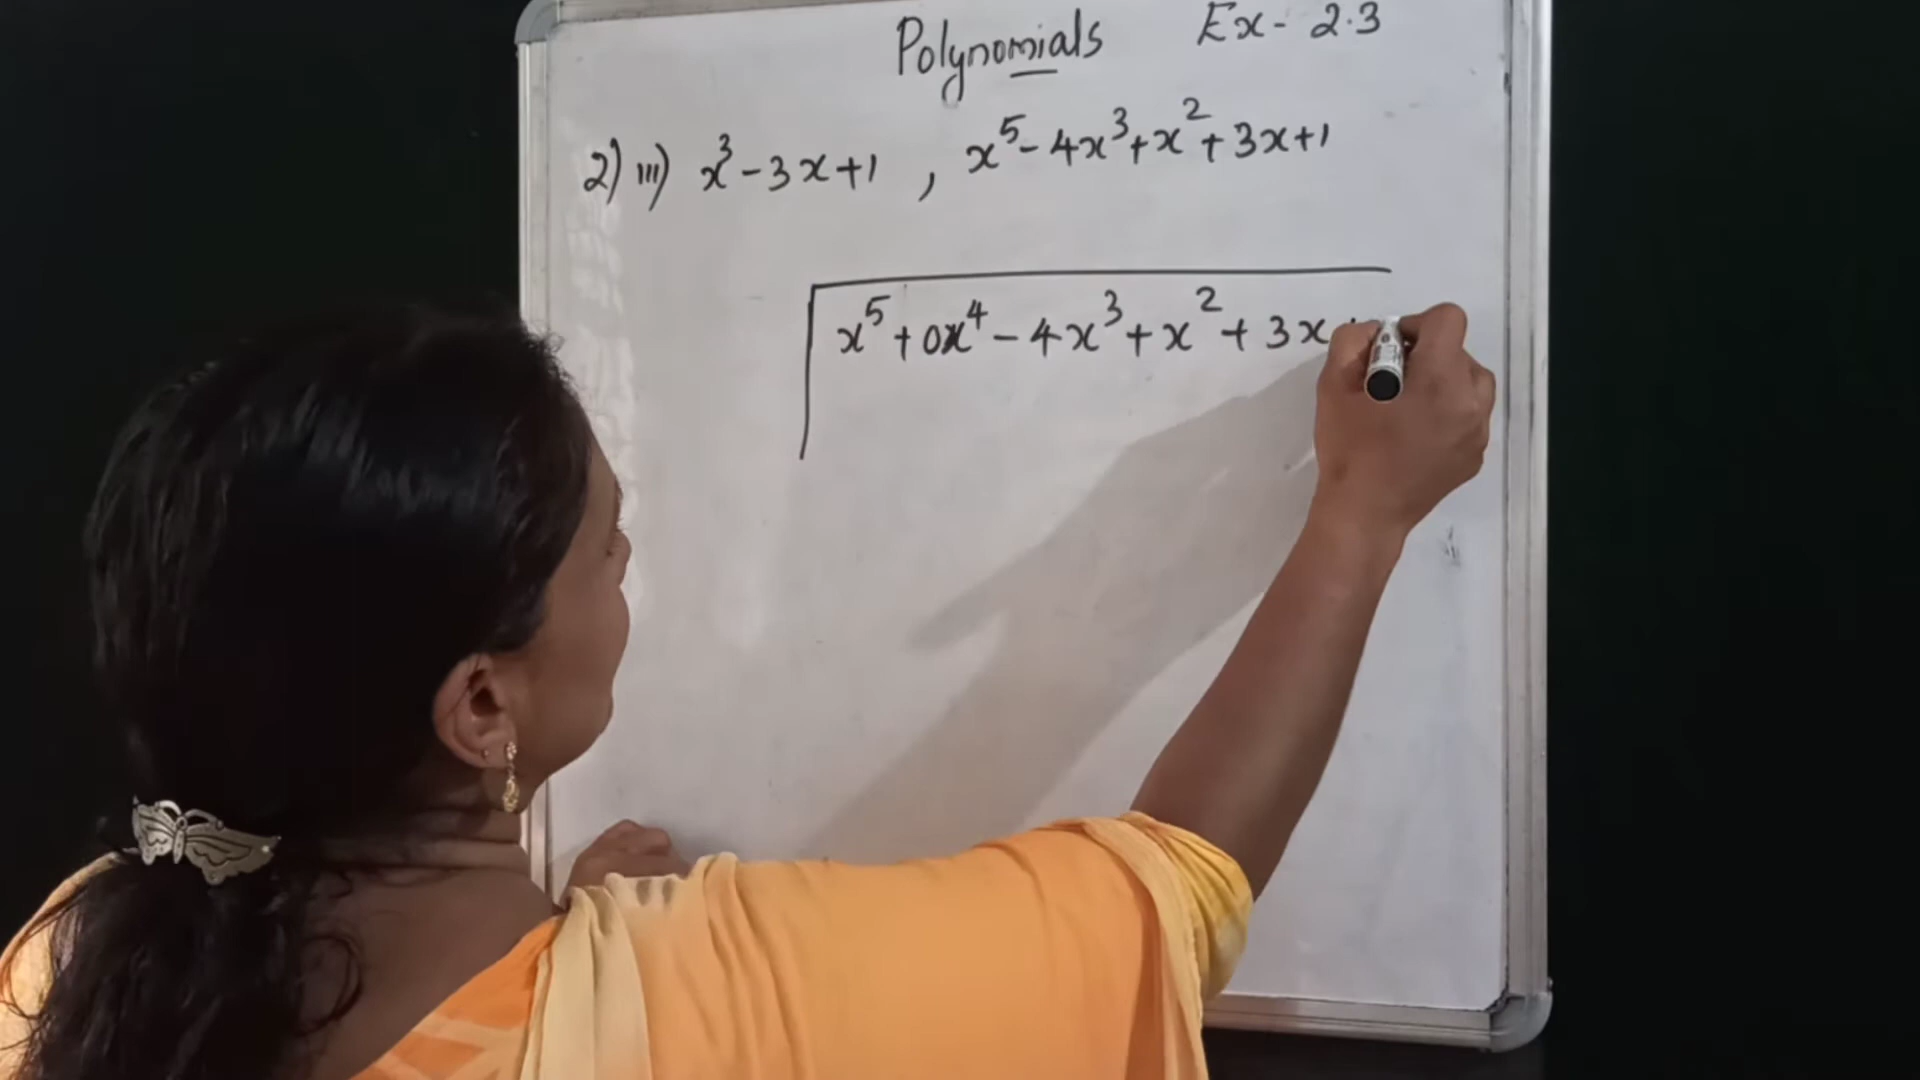 Polynomials Ex- 2.3
2) iii) x³-3x+1 , x⁵-4x³+x²+3x+1
x⁵+0x⁴-4x³+x²+3x+